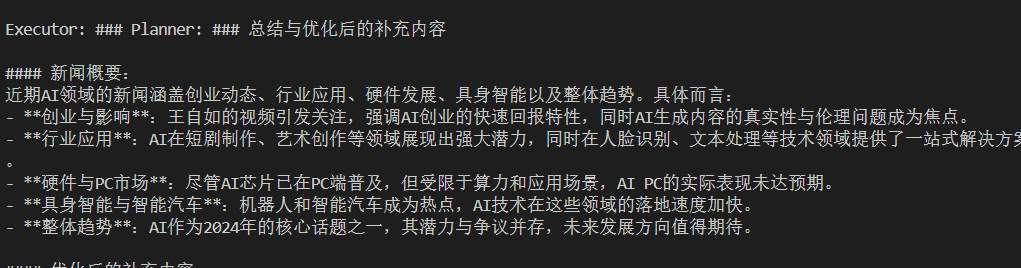 Executor: ### Planner: ### 总结与优化后的补充内容
#### 新闻概要:
近期AI领域的新闻涵盖创业动态、行业应用、硬件发展、具身智能以及整体趋势。具体而言:
- **创业与影响**：王自如的视频引发关注，强调AI创业的快速回报特性，同时AI生成内容的真实性与伦理问题成为焦点。
- **行业应用**：AI在短剧制作、艺术创作等领域展现出强大潜力，同时在人脸识别、文本处理等技术领域提供了一站式解决方案
。
- **硬件与PC市场**：尽管AI芯片已在PC端普及，但受限于算力和应用场景，AI PC的实际表现未达预期。
- **具身智能与智能汽车**：机器人和智能汽车成为热点，AI技术在这些领域的落地速度加快。
- **整体趋势**：AI作为2024年的核心话题之一，其潜力与争议并存，未来发展方向值得期待。
#### 优化后的补充内容